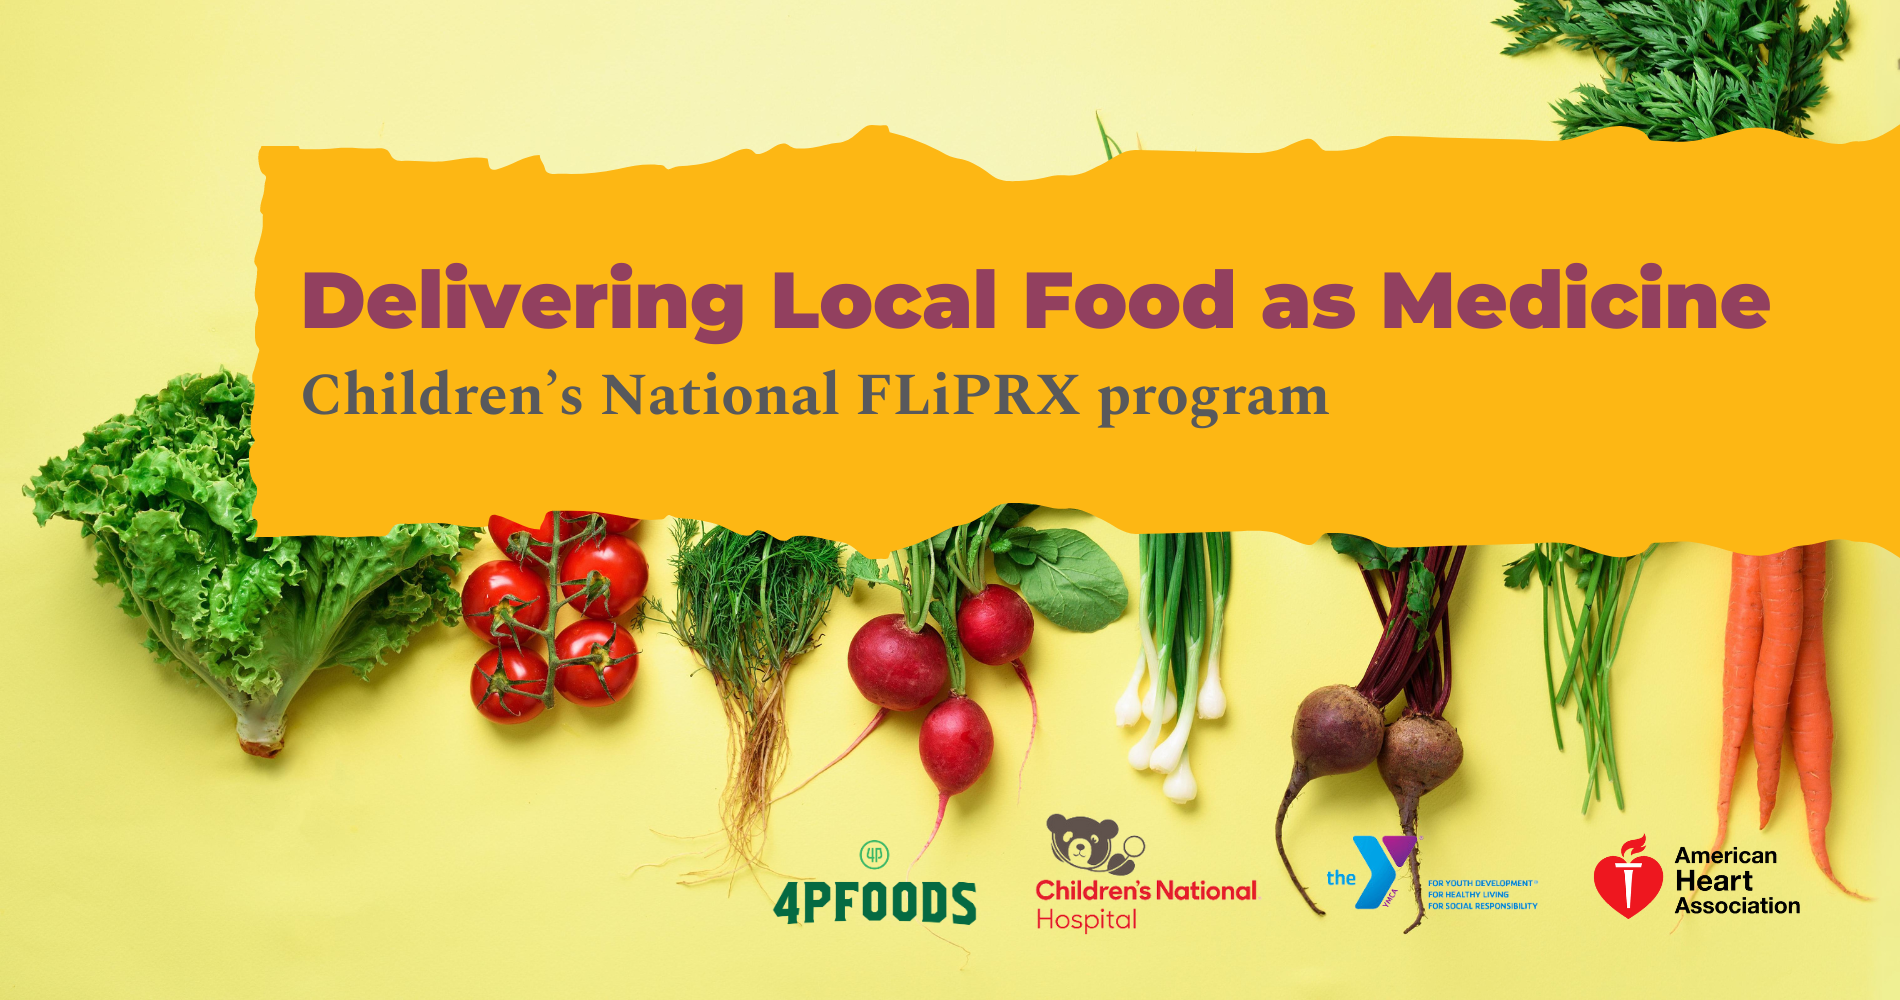 Delivering Local Food as Medicine
Children's National FLiPRX program
4P
4PFOODS
Children's National
Hospital
the
YMCA
FOR YOUTH DEVELOPMENT®
FOR HEALTHY LIVING
FOR SOCIAL RESPONSIBILITY
American
Heart
Association